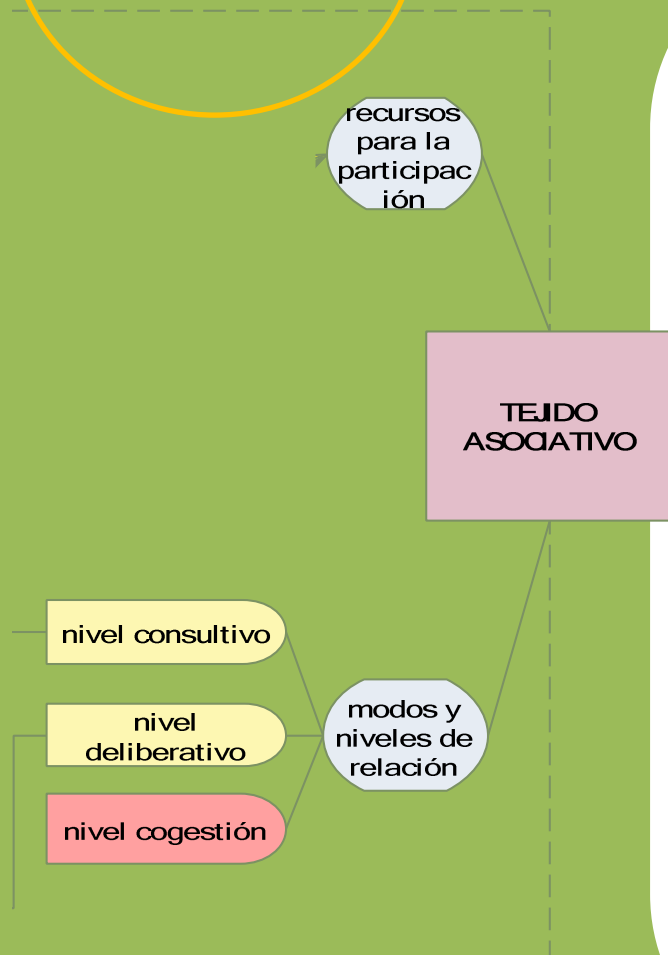 recursos
para la
participac
ión
TEJIDO
ASOCIATIVO
nivel consultivo
nivel
deliberativo
nivel cogestión
modos y
niveles de
relación